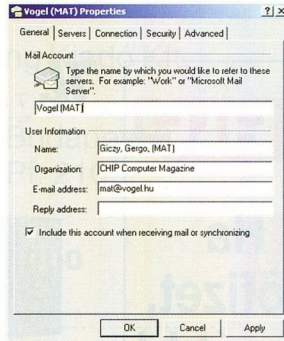 Vogel (MAT) Properties
General Servers Connection Security Advanced
Mail Account
Type the name by which you would like to refer to these
servers. For example: "Work" or "Microsoft Mail
Server".
Vogel (MAT)
User Information
Name: Giczy, Gergo, (MAT)
Organization: CHIP Computer Magazine
E-mail address: mat@vogel.hu
Reply address:
Include this account when receiving mail or synchronizing
OK Cancel Apply